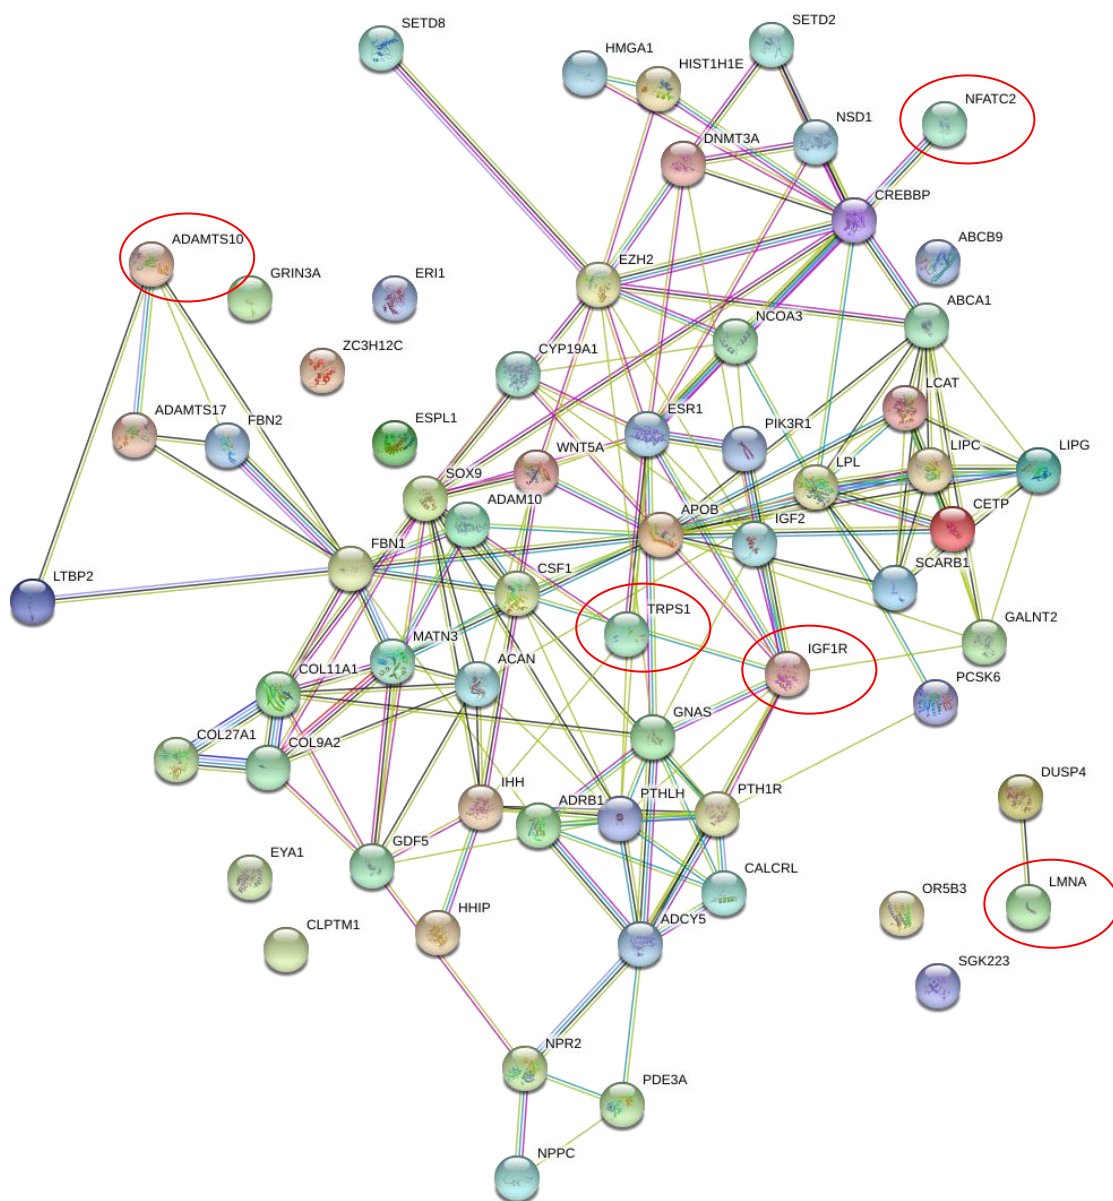 SETD8
SETD2
HMGA1
HIST1H1E
NFATC2
NSD1
DNMT3A
CREBBP
ADAMTS10
ABCB9
GRIN3A
ERI1
EZH2
ABCA1
NCOA3
ZC3H12C
CYP19A1
LCAT
ADAMTS17
FBN2
ESPL1
ESR1
PIK3R1
WNT5A
LPL
LIPC
LIPG
SOX9
CETP
ADAM10
APOB
IGF2
FBN1
CSF1
SCARB1
LTBP2
TRPS1
GALNT2
MATN3
ACAN
IGF1R
COL11A1
PCSK6
GNAS
COL27A1
COL9A2
IHH
ADRB1
PTHLH
PTH1R
DUSP4
GDF5
EYA1
CALCRL
OR5B3
LMNA
HHIP
ADCY5
CLPTM1
SGK223
NPR2
PDE3A
NPPC